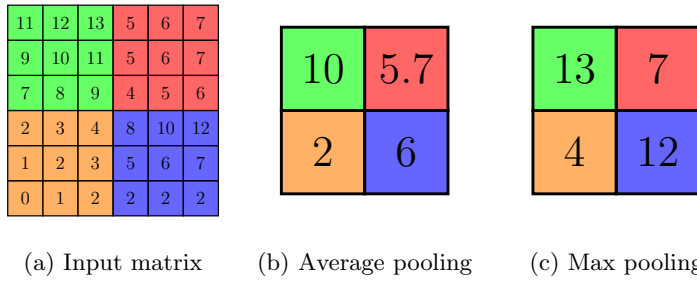 11 12 13 5 6 7
9 10 11 5 6 7
7 8 9 4 5 6
2 3 4 8 10 12
1 2 3 5 6 7
0 1 2 2 2 2
10 5.7
2 6
13 7
4 12
(a) Input matrix
(b) Average pooling
(c) Max pooling